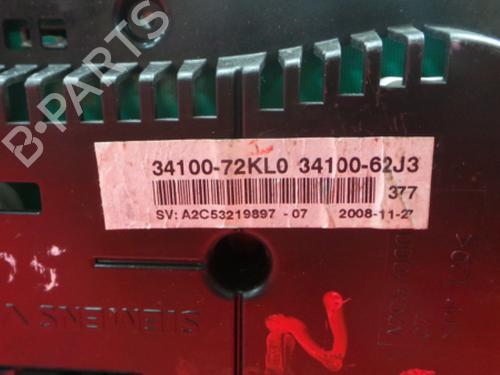 B-PARTS
34100-72KL0 34100-62J3
377
SV: A2C53219897 -07 2008-11-27
SIEMENS V
N